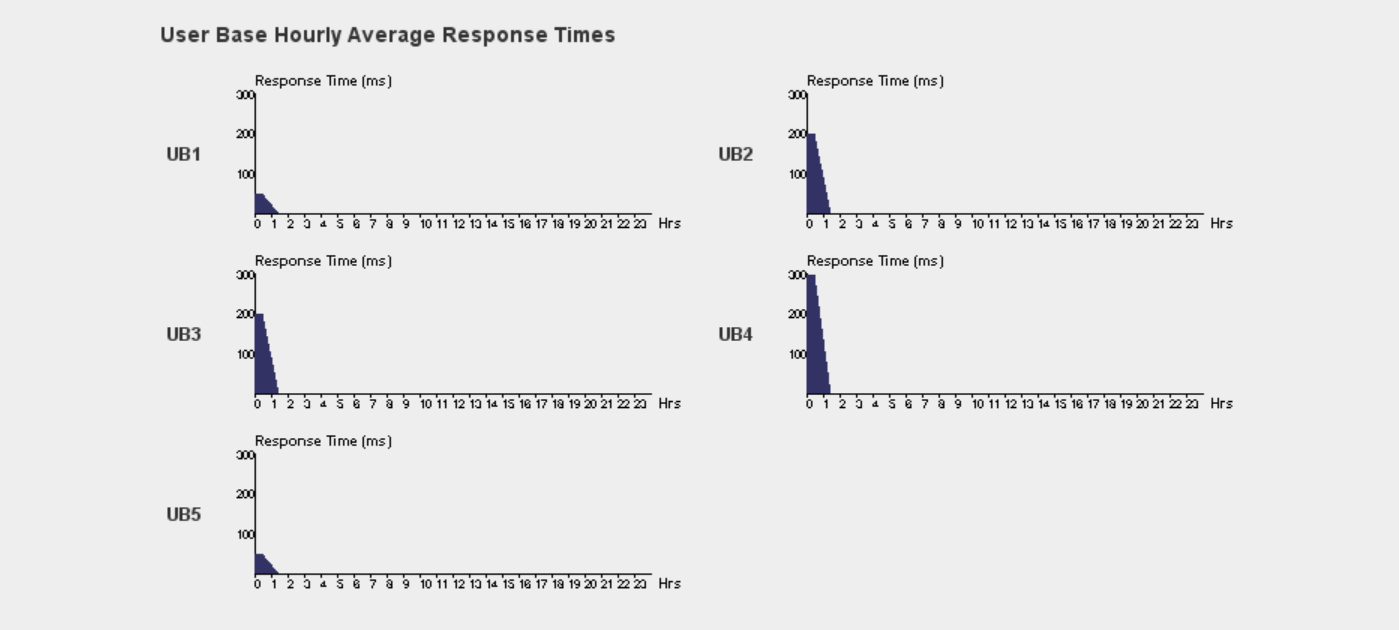 User Base Hourly Average Response Times
Response Time (ms)
300
200
100
UB1
0 1 2 3 4 5 6 7 8 9 10 11 12 13 14 15 16 17 18 19 20 21 22 23 Hrs
Response Time (ms)
300
200
100
UB2
0 1 2 3 4 5 6 7 8 9 10 11 12 13 14 15 16 17 18 19 20 21 22 23 Hrs
Response Time (ms)
300
200
100
UB3
0 1 2 3 4 5 6 7 8 9 10 11 12 13 14 15 16 17 18 19 20 21 22 23 Hrs
Response Time (ms)
300
200
100
UB4
0 1 2 3 4 5 6 7 8 9 10 11 12 13 14 15 16 17 18 19 20 21 22 23 Hrs
Response Time (ms)
300
200
100
UB5
0 1 2 3 4 5 6 7 8 9 10 11 12 13 14 15 16 17 18 19 20 21 22 23 Hrs